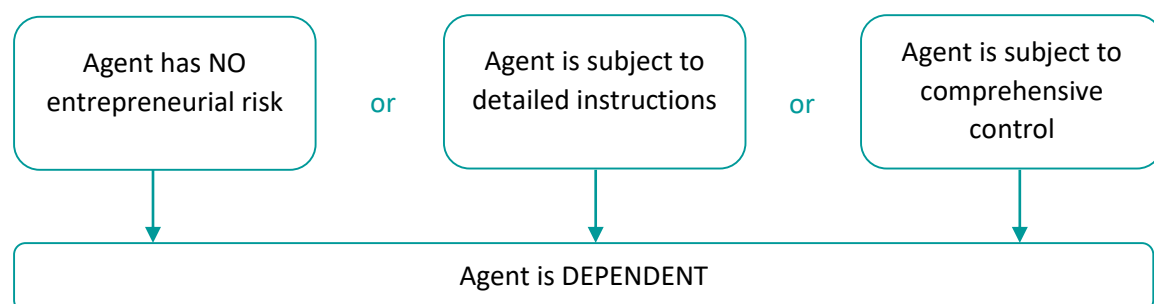 Agent has NO
entrepreneurial risk
or
Agent is subject to
detailed instructions
or
Agent is subject to
comprehensive
control
Agent is DEPENDENT